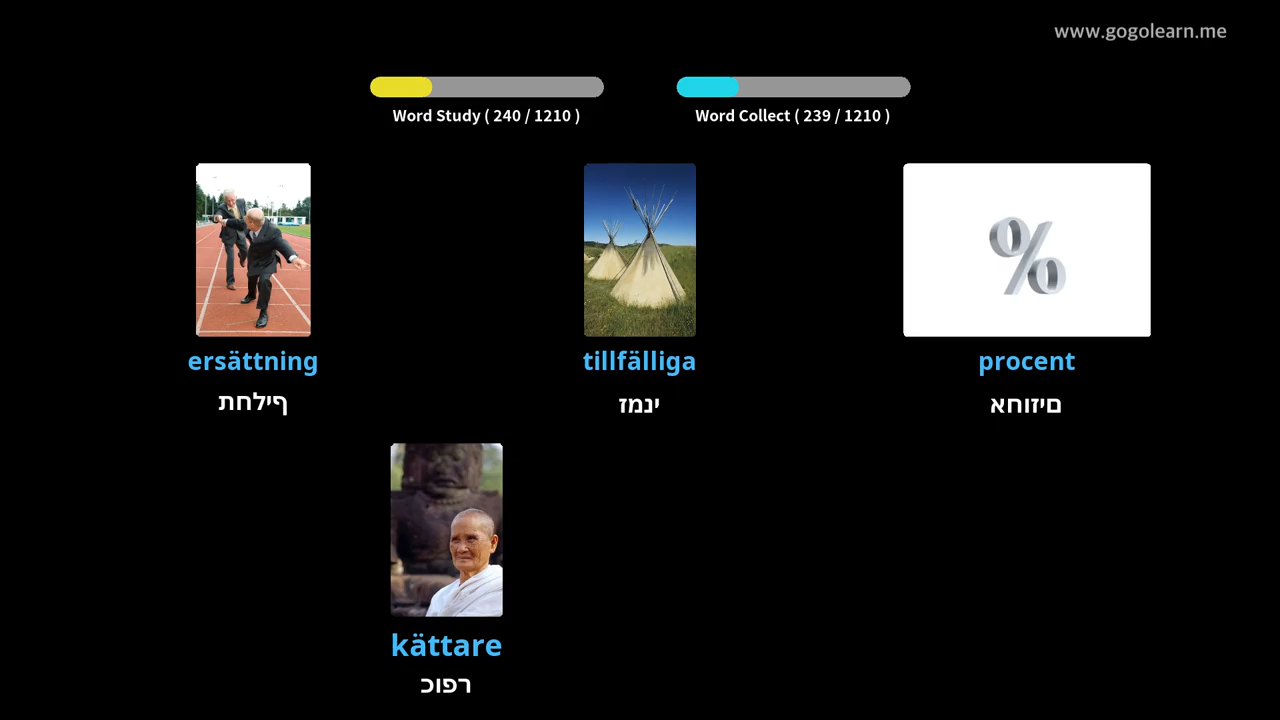 www.gogolearn.me
Word Study ( 240 / 1210 )
Word Collect ( 239 / 1210 )
ersättning
ףילחת
tillfälliga
ינמז
procent
םיזוחא
kättare
רפוכ